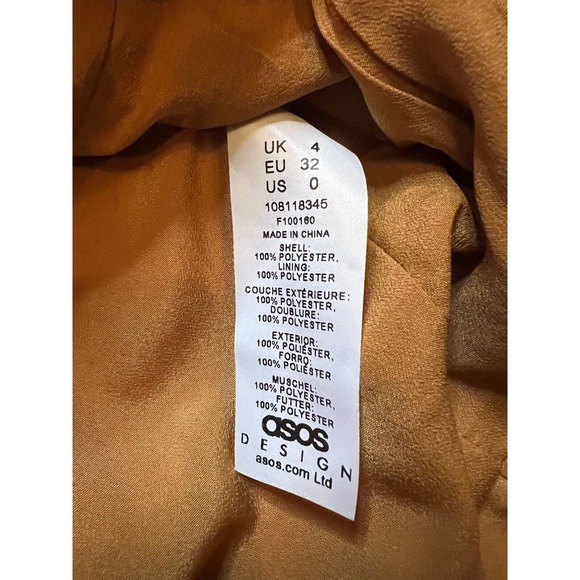 UK 4
EU 32
US 0
108118345
F100160
MADE IN CHINA
SHELL:
100% POLYESTER,
LINING:
100% POLYESTER
COUCHE EXTÉRIEURE:
100% POLYESTER,
DOUBLURE:
100% POLYESTER
EXTERIOR:
100% POLIÉSTER,
FORRO:
100% POLIÉSTER
MUSCHEL:
100% POLYESTER,
FUTTER:
100% POLYESTER
asos
DESIGN
asos.com Ltd